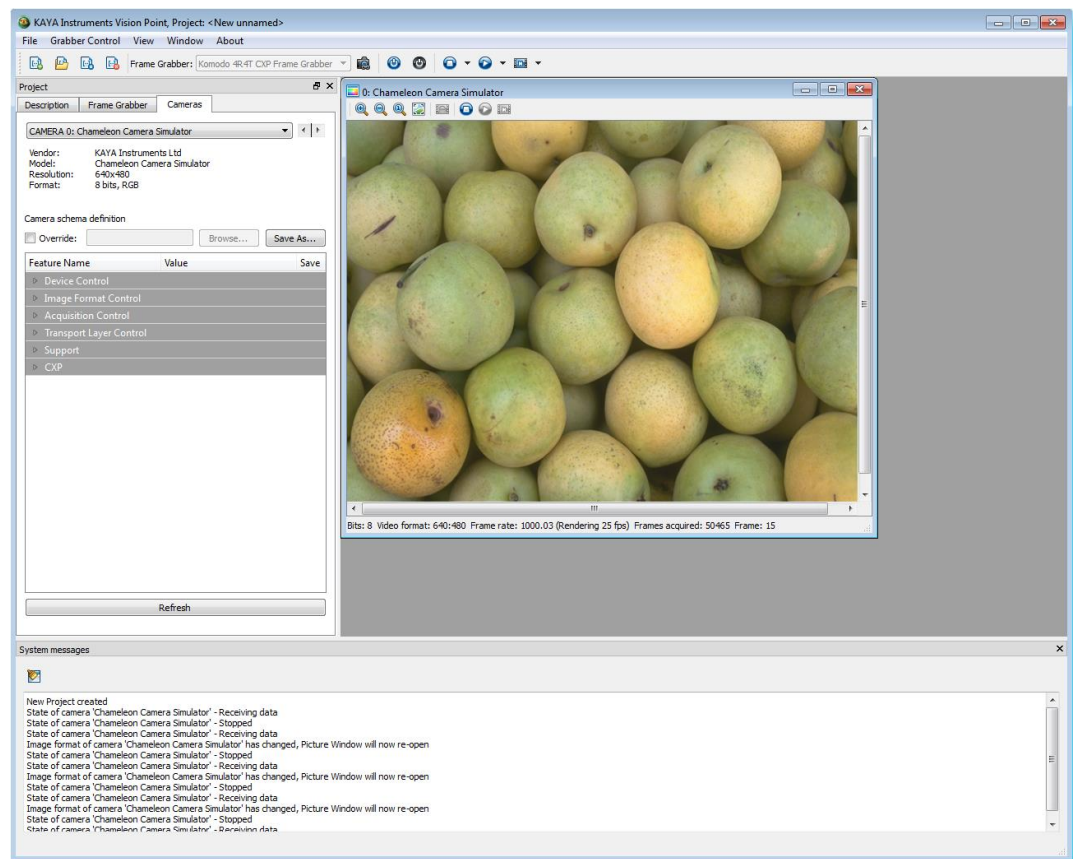 KAYA Instruments Vision Point, Project: <New unnamed>
File Grabber Control View Window About
Frame Grabber: Komodo 4R4T CXP Frame Grabber
Project
Description Frame Grabber Cameras
CAMERA 0: Chameleon Camera Simulator
Vendor: KAYA Instruments Ltd
Model: Chameleon Camera Simulator
Resolution: 640x480
Format: 8 bits, RGB
Camera schema definition
Override: Browse... Save As...
Feature Name Value Save
Device Control
Image Format Control
Acquisition Control
Transport Layer Control
Support
CXP
Refresh
0: Chameleon Camera Simulator
Bits: 8 Video format: 640:480 Frame rate: 1000.03 (Rendering 25 fps) Frames acquired: 50465 Frame: 15
System messages
New Project created
State of camera 'Chameleon Camera Simulator' - Receiving data
State of camera 'Chameleon Camera Simulator' - Stopped
State of camera 'Chameleon Camera Simulator' - Receiving data
Image format of camera 'Chameleon Camera Simulator' has changed, Picture Window will now re-open
State of camera 'Chameleon Camera Simulator' - Stopped
State of camera 'Chameleon Camera Simulator' - Receiving data
Image format of camera 'Chameleon Camera Simulator' has changed, Picture Window will now re-open
State of camera 'Chameleon Camera Simulator' - Stopped
State of camera 'Chameleon Camera Simulator' - Receiving data
Image format of camera 'Chameleon Camera Simulator' has changed, Picture Window will now re-open
State of camera 'Chameleon Camera Simulator' - Stopped
State of camera 'Chameleon Camera Simulator' - Receiving data